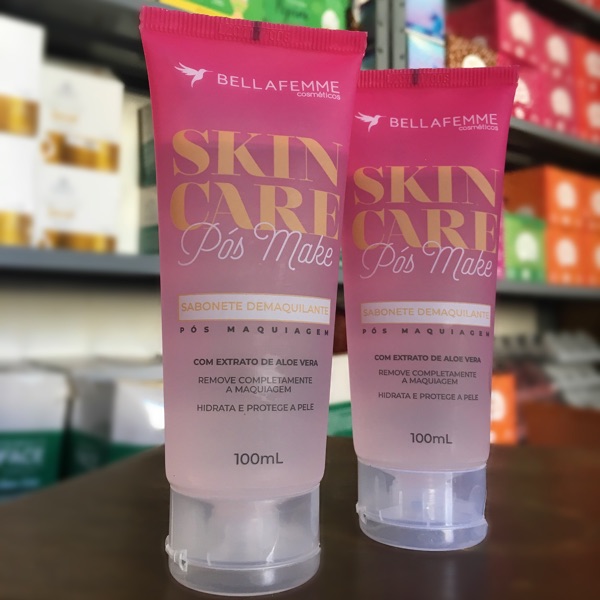 BELLAFEMME
cosméticos
SKIN
CARE
Pós Make
SABONETE DEMAQUILANTE
PÓS MAQUIAGEM
COM EXTRATO DE ALOE VERA
REMOVE COMPLETAMENTE
A MAQUIAGEM
HIDRATA E PROTEGE A PELE
100mL
BELLAFEMME
cosméticos
SKIN
CARE
Pós Make
SABONETE DEMAQUILANTE
PÓS MAQUIAGEM
COM EXTRATO DE ALOE VERA
REMOVE COMPLETAMENTE
A MAQUIAGEM
HIDRATA E PROTEGE A PELE
100mL